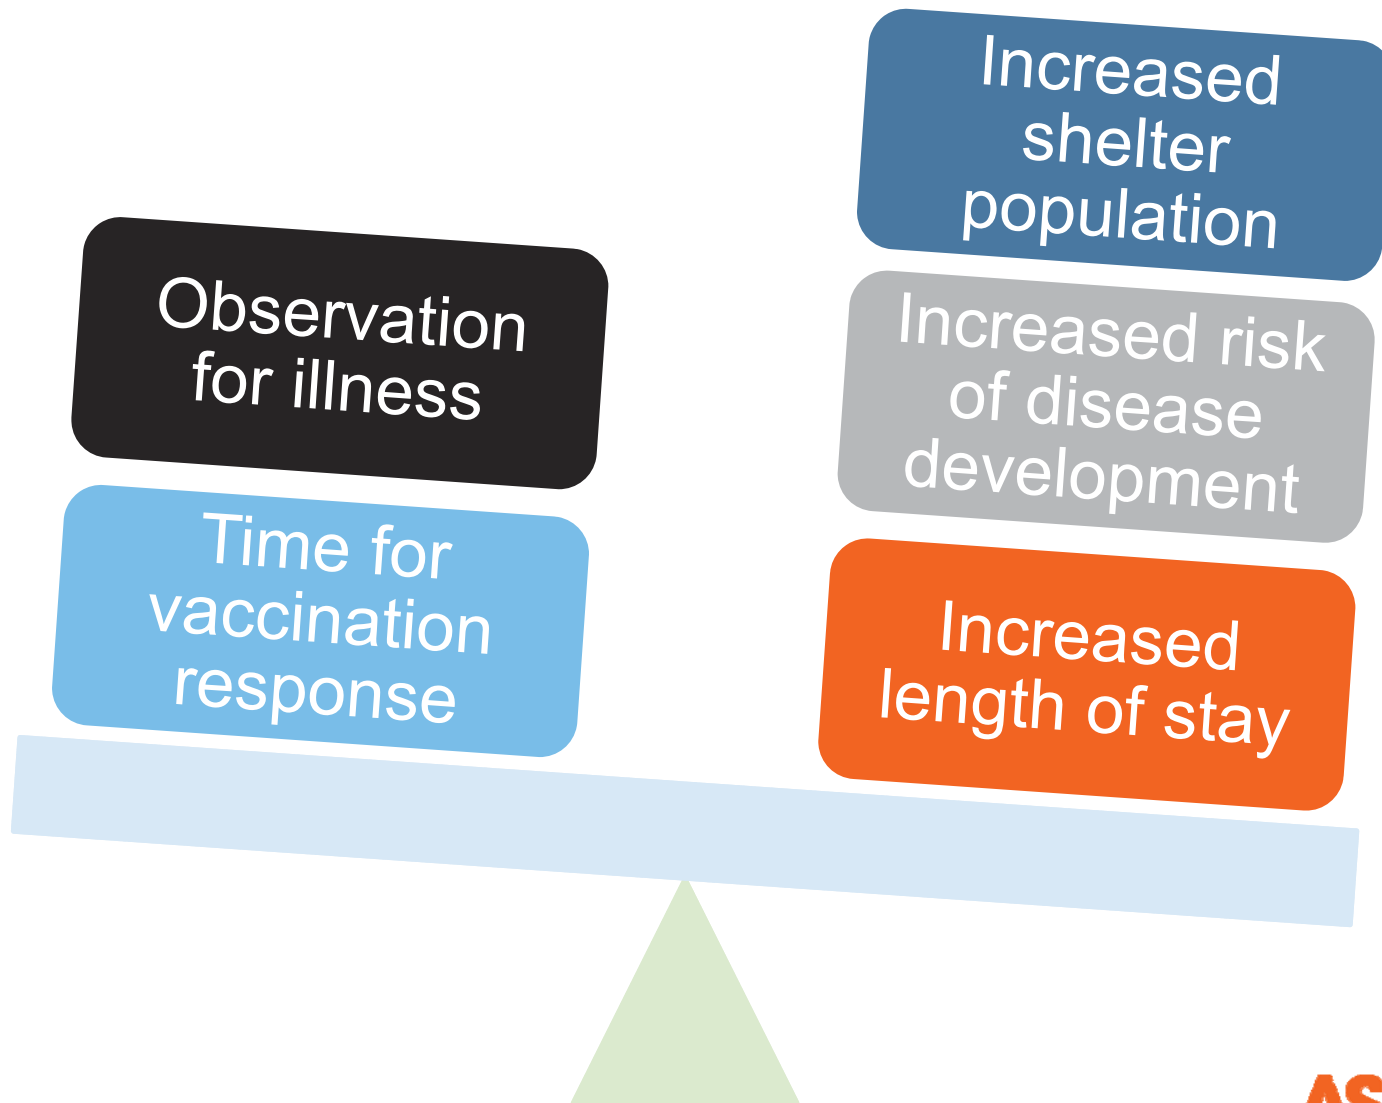 Observation
for illness
Time for
vaccination
response
Increased
shelter
population
Increased risk
of disease
development
Increased
length of stay
AS